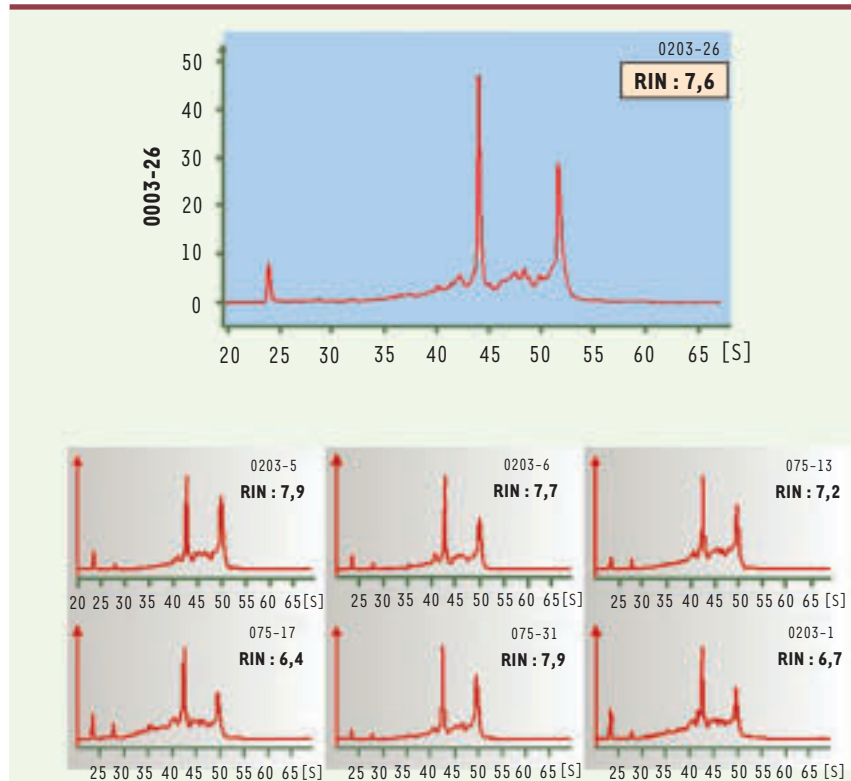 0203-26
RIN : 7,6
50
40
30
20
10
0
0003-26
20 25 30 35 40 45 50 55 60 65 [S]
0203-5
RIN : 7,9
0203-6
RIN : 7,7
075-13
RIN : 7,2
20 25 30 35 40 45 50 55 60 65[S]
25 30 35 40 45 50 55 60 65[S]
25 30 35 40 45 50 55 60 65[S]
075-17
RIN : 6,4
075-31
RIN : 7,9
0203-1
RIN : 6,7
25 30 35 40 45 50 55 60 65[S]
25 30 35 40 45 50 55 60 65[S]
25 30 35 40 45 50 55 60 65[S]